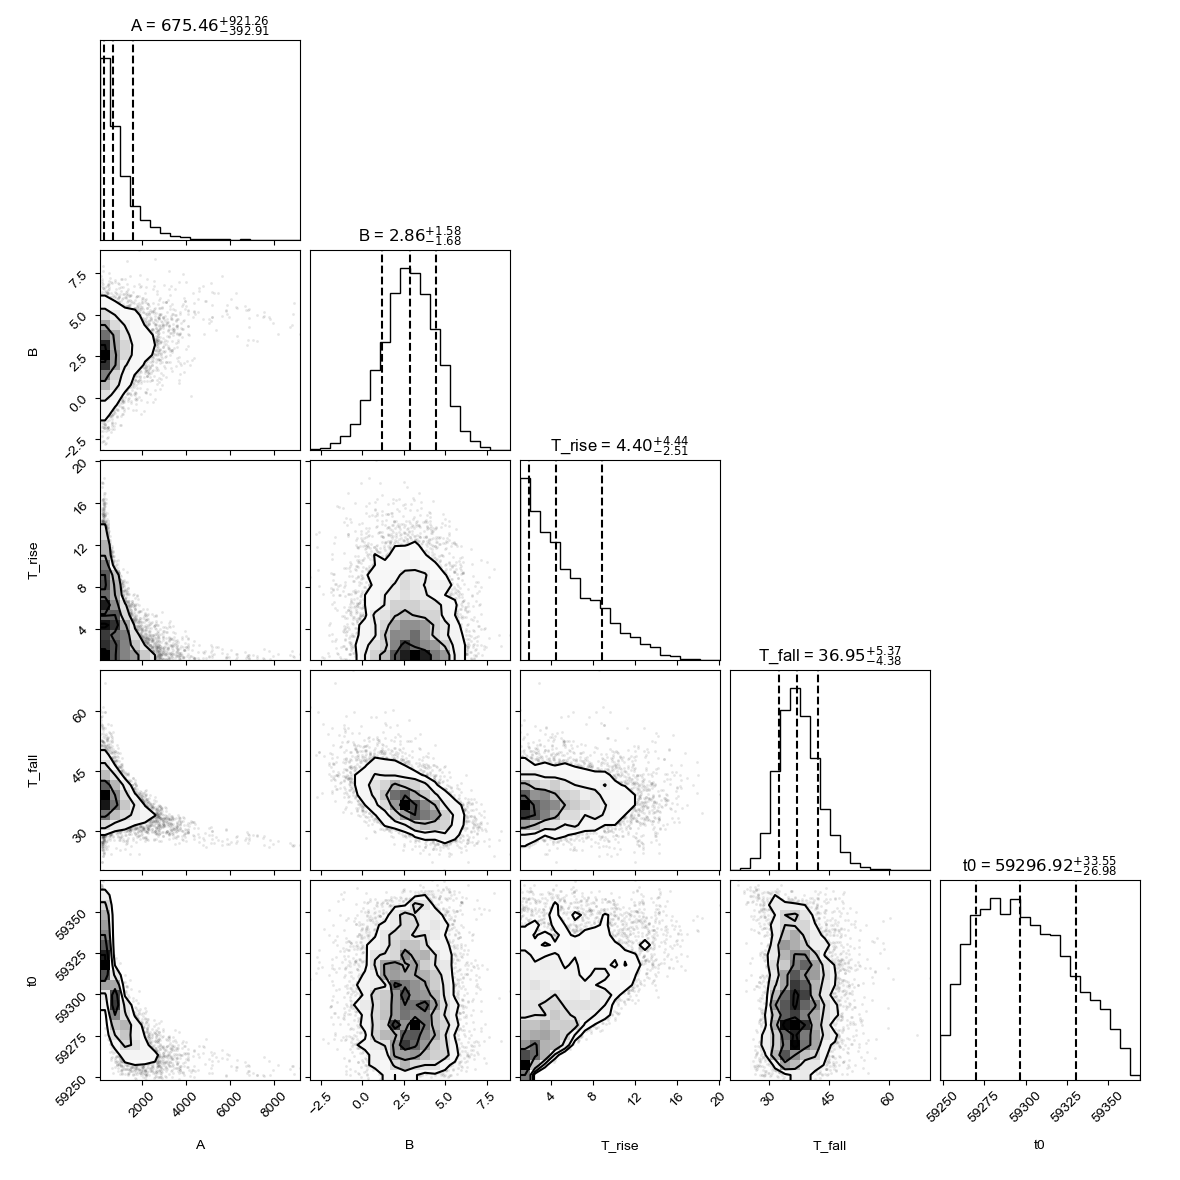 A = 675.46+921.26−392.91
B = 2.86+1.58−1.68
7.5
5.0
2.5
0.0
−2.5
B
T_rise = 4.40+4.44−2.51
20
16
12
8
4
T_rise
T_fall = 36.95+5.37−4.38
60
45
30
T_fall
t0 = 59296.92+33.55−26.98
59350
59325
59300
59275
59250
t0
2000 4000 6000 8000 −2.5 0.0 2.5 5.0 7.5 4 8 12 16 20 30 45 60 59250 59275 59300 59325 59350
A B T_rise T_fall t0